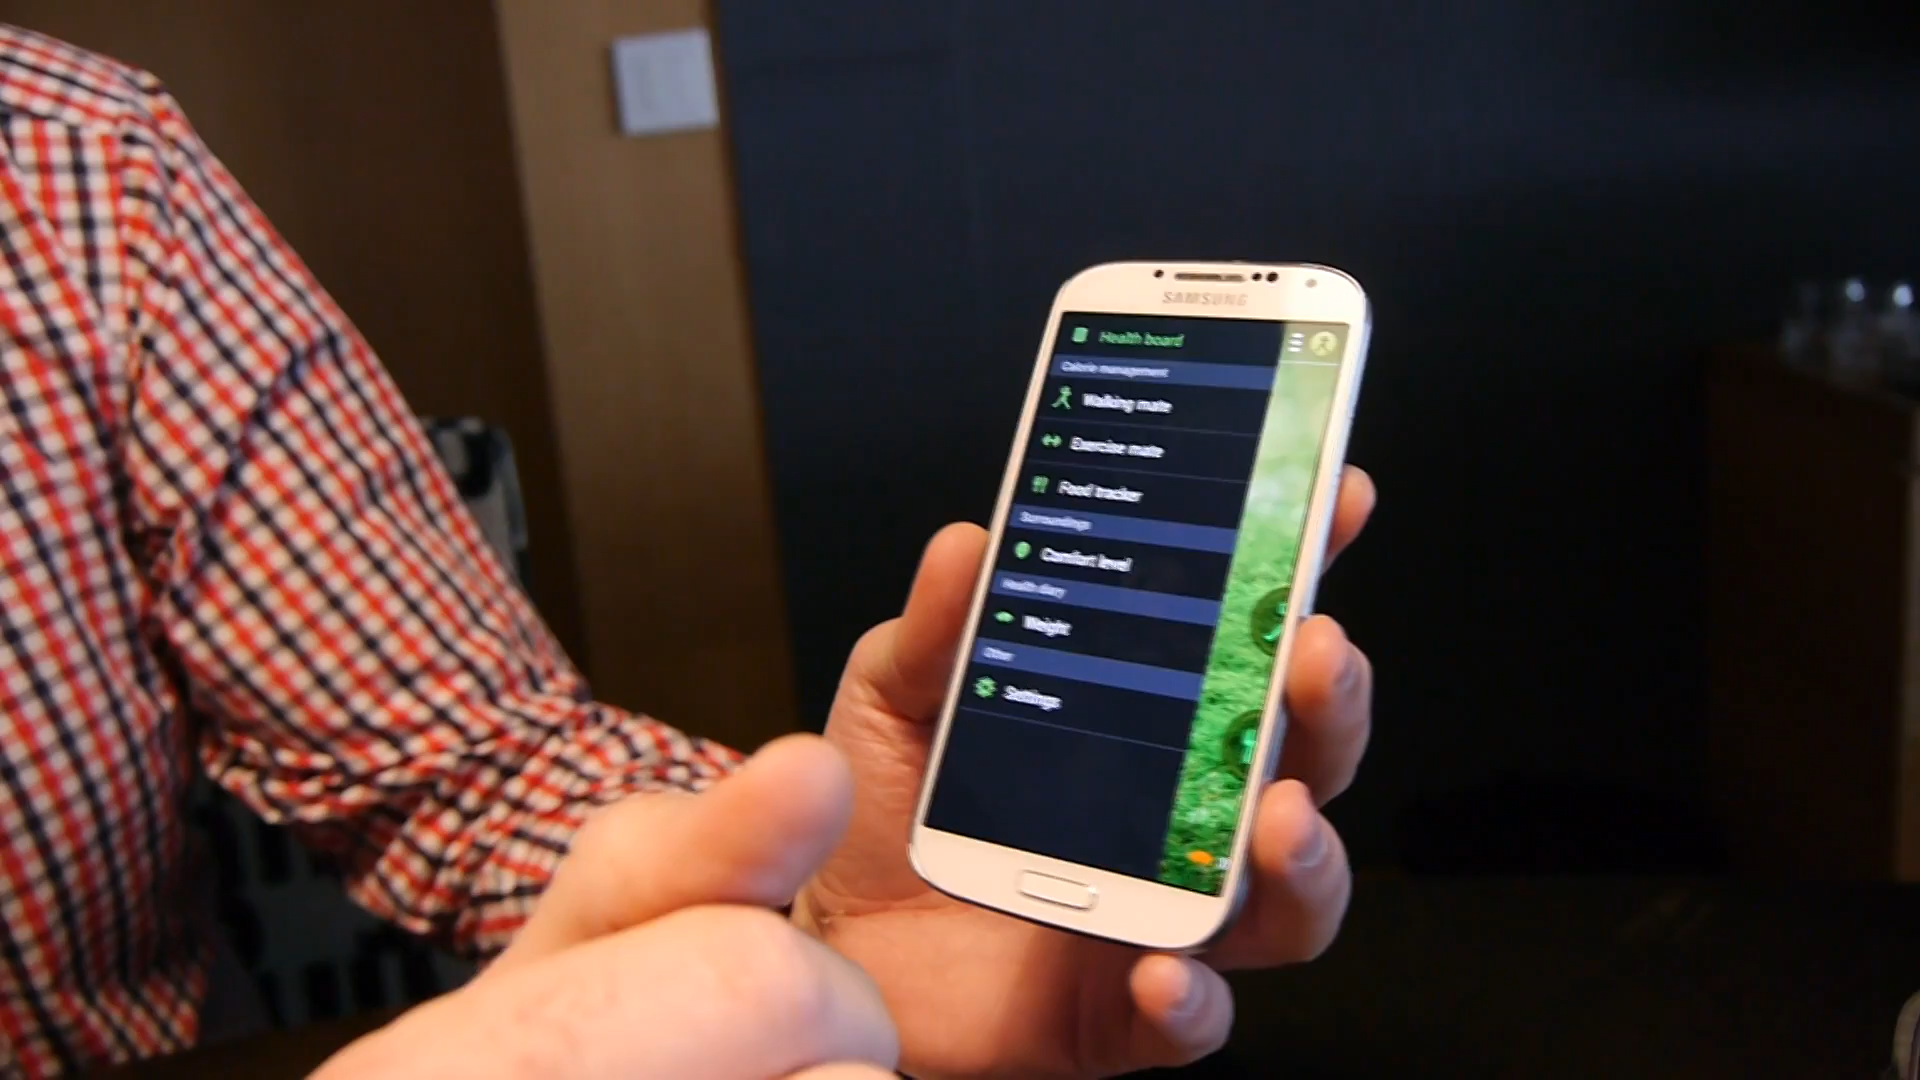 SAMSUNG
Health board
Calorie management
Walking mate
Exercise mate
Food tracker
Surroundings
Comfort level
Health diary
Weight
Other
Settings